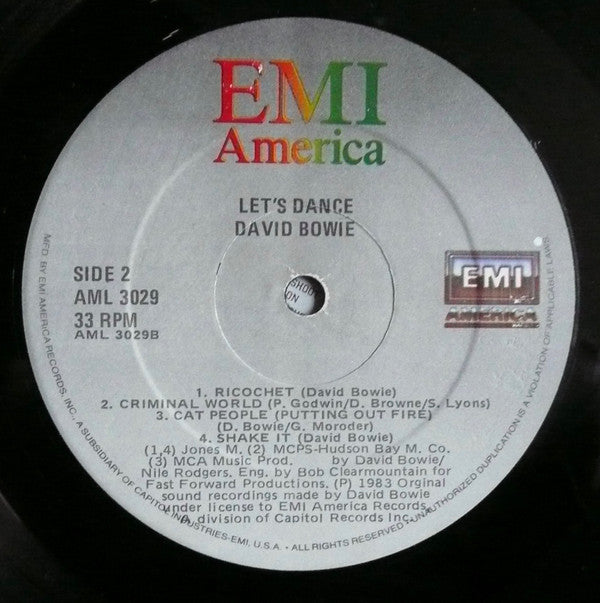 EMI
America
LET'S DANCE
DAVID BOWIE
SIDE 2
AML 3029
33 RPM
AML 3029B
SHOO
ON
EMI
AMERICA
1. RICOCHET (David Bowie)
2. CRIMINAL WORLD (P. Godwin/D. Browne/S. Lyons)
3. CAT PEOPLE (PUTTING OUT FIRE)
(D. Bowie/G. Moroder)
4. SHAKE IT (David Bowie)
(1,4) Jones M. (2) MCPS-Hudson Bay M. Co.
(3) MCA Music Prod. by David Bowie/
Nile Rodgers. Eng. by Bob Clearmountain for
Fast Forward Productions. (P) 1983 Orginal
sound recordings made by David Bowie
under license to EMI America Records,
A division of Capitol Records Inc.
MFD. BY EMI AMERICA RECORDS, INC., A SUBSIDIARY OF CAPITOL INDUSTRIES-EMI, U.S.A. • ALL RIGHTS RESERVED. UNAUTHORIZED DUPLICATION IS A VIOLATION OF APPLICABLE LAWS